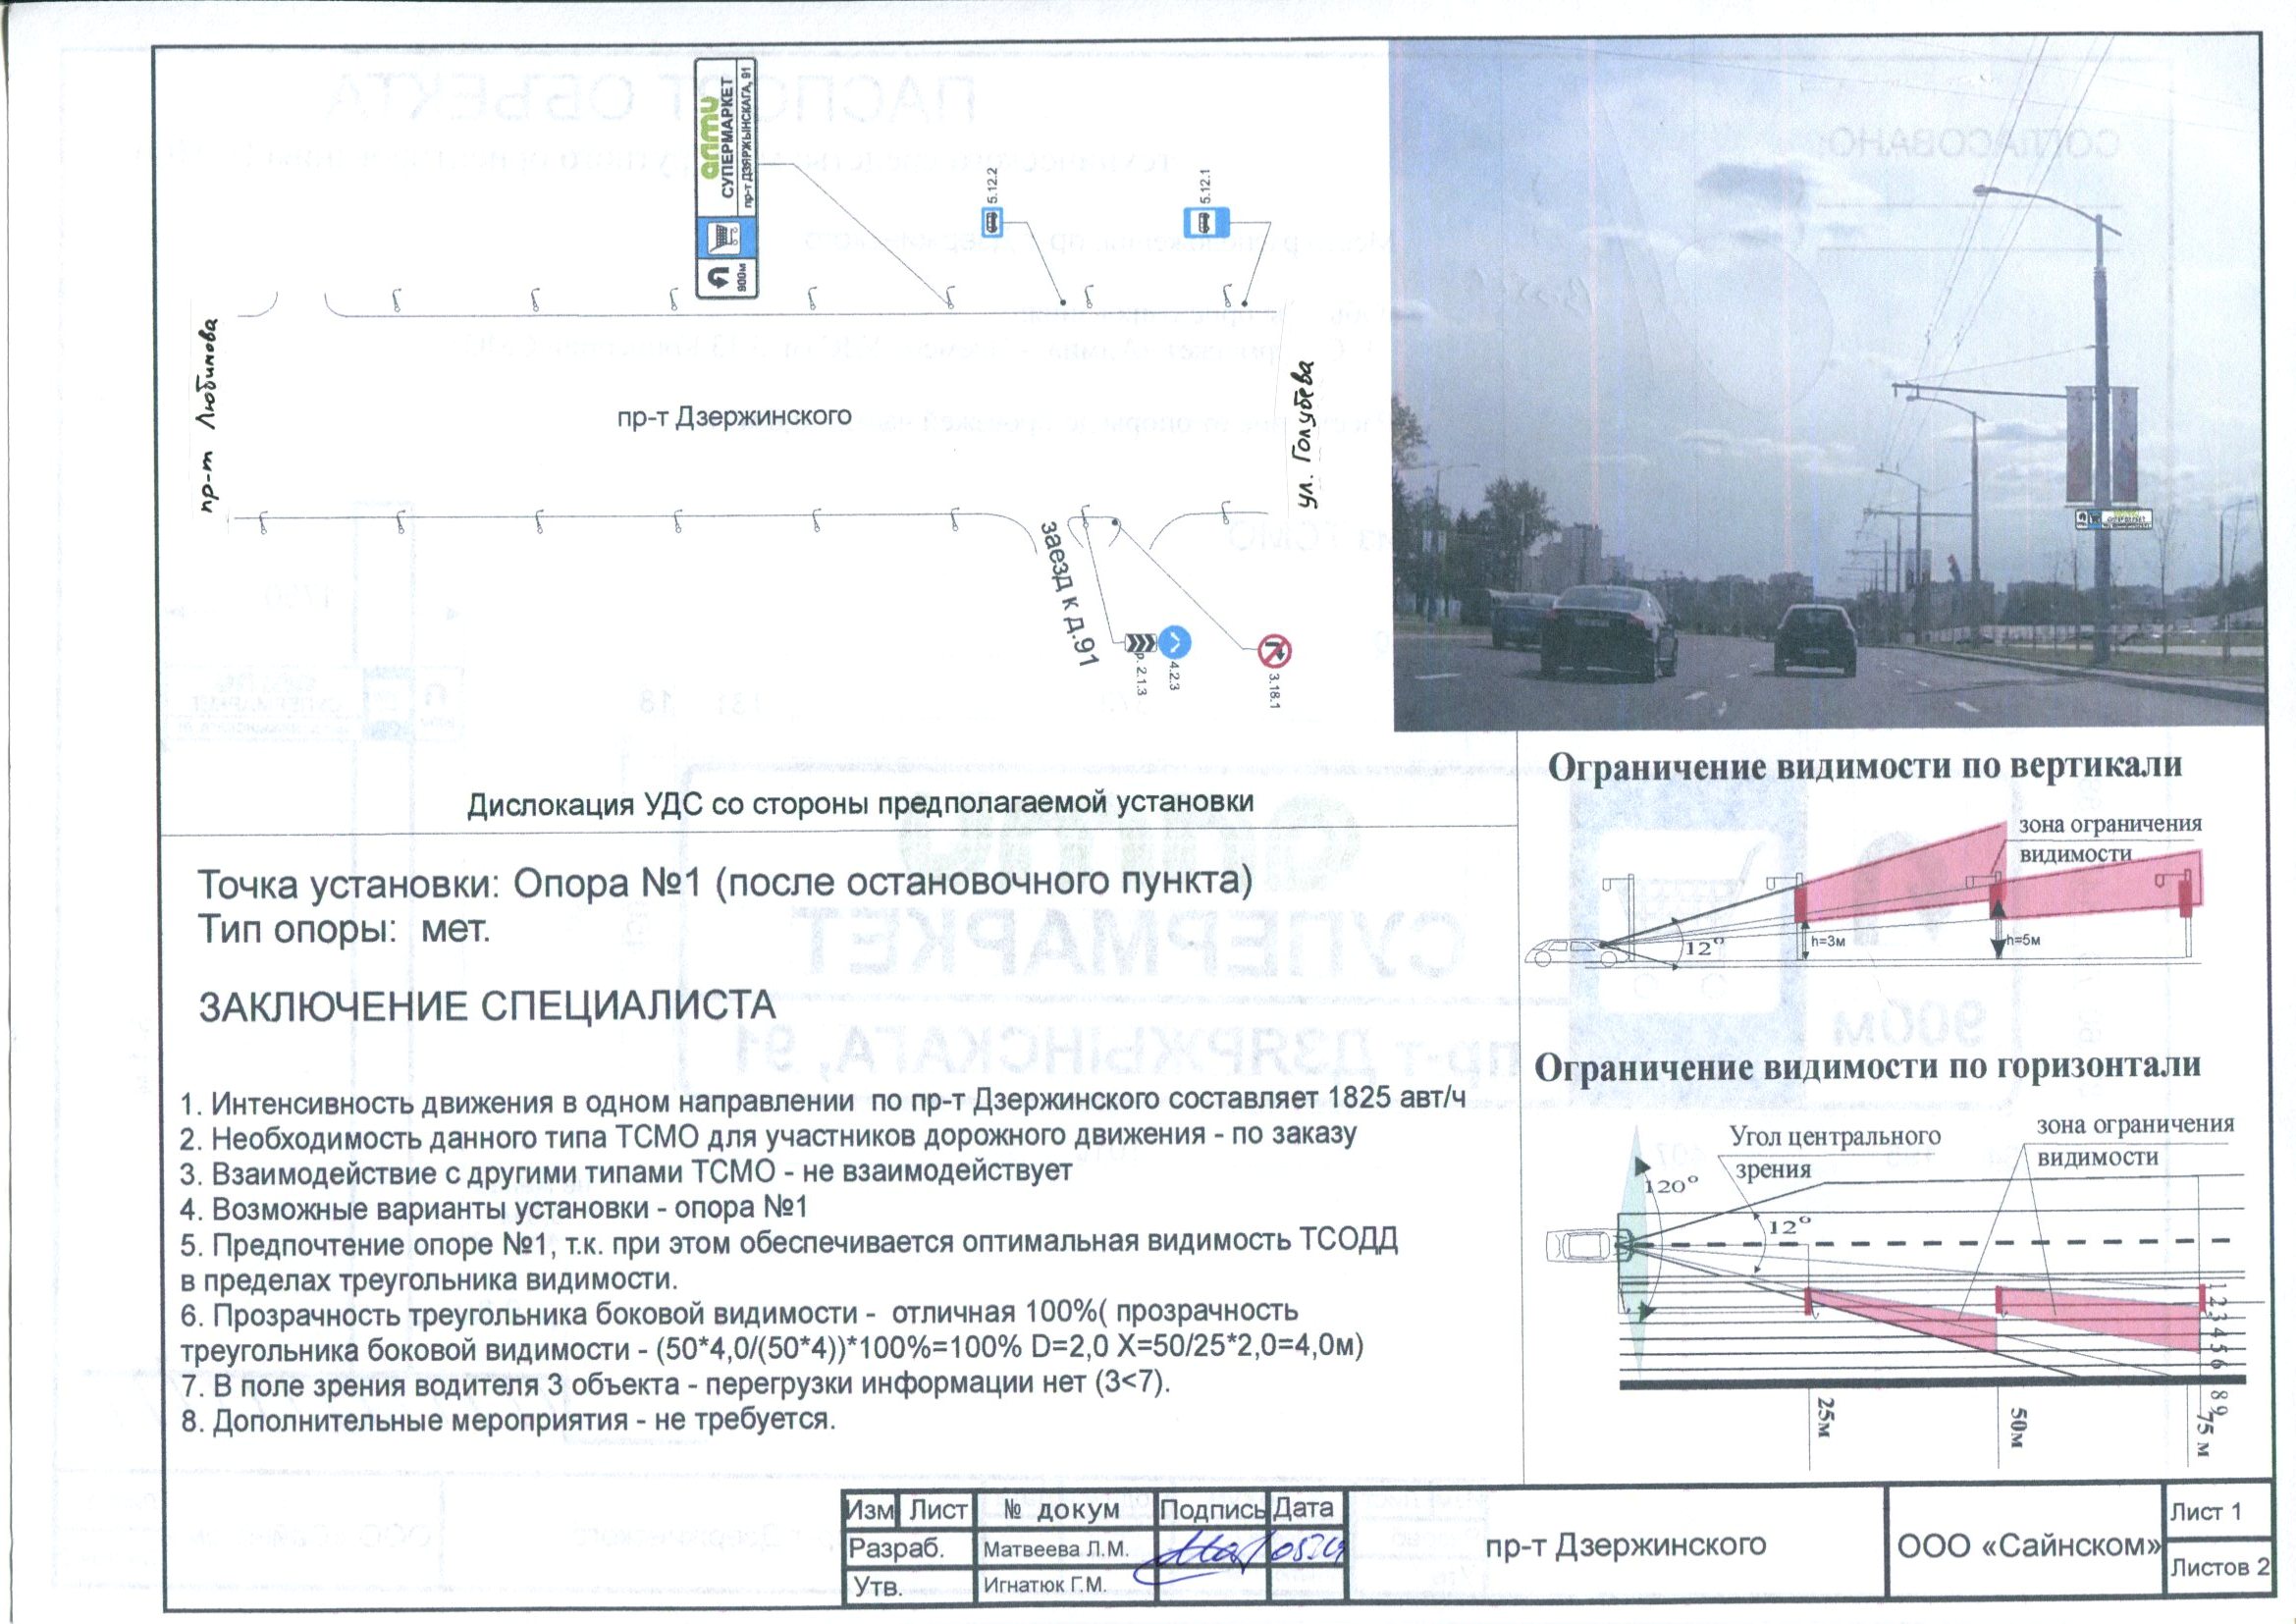 алми
СУПЕРМАРКЕТ
пр-т ДЗЯРЖЫНСКАГА, 91
900м
5.12.2
5.12.1
пр-т Любимова
пр-т Дзержинского
ул. Голубева
заезд к д.91
р. 2.1.3
4.2.3
3.18.1
Дислокация УДС со стороны предполагаемой установки
Точка установки: Опора №1 (после остановочного пункта)
Тип опоры: мет.
ЗАКЛЮЧЕНИЕ СПЕЦИАЛИСТА
1. Интенсивность движения в одном направлении по пр-т Дзержинского составляет 1825 авт/ч
2. Необходимость данного типа ТСМО для участников дорожного движения - по заказу
3. Взаимодействие с другими типами ТСМО - не взаимодействует
4. Возможные варианты установки - опора №1
5. Предпочтение опоре №1, т.к. при этом обеспечивается оптимальная видимость ТСОДД
в пределах треугольника видимости.
6. Прозрачность треугольника боковой видимости - отличная 100%( прозрачность
треугольника боковой видимости - (50*4,0/(50*4))*100%=100% D=2,0 X=50/25*2,0=4,0м)
7. В поле зрения водителя 3 объекта - перегрузки информации нет (3<7).
8. Дополнительные мероприятия - не требуется.
Ограничение видимости по вертикали
зона ограничения
видимости
12°
h=3м
h=5м
Ограничение видимости по горизонтали
Угол центрального
зрения
зона ограничения
видимости
120°
12°
1 2 3 4 5 6 8 9
25м
50м
75 м
Изм Лист № докум Подпись Дата
Разраб. Матвеева Л.М.
Утв. Игнатюк Г.М.
пр-т Дзержинского
ООО «Сайнском»
Лист 1
Листов 2